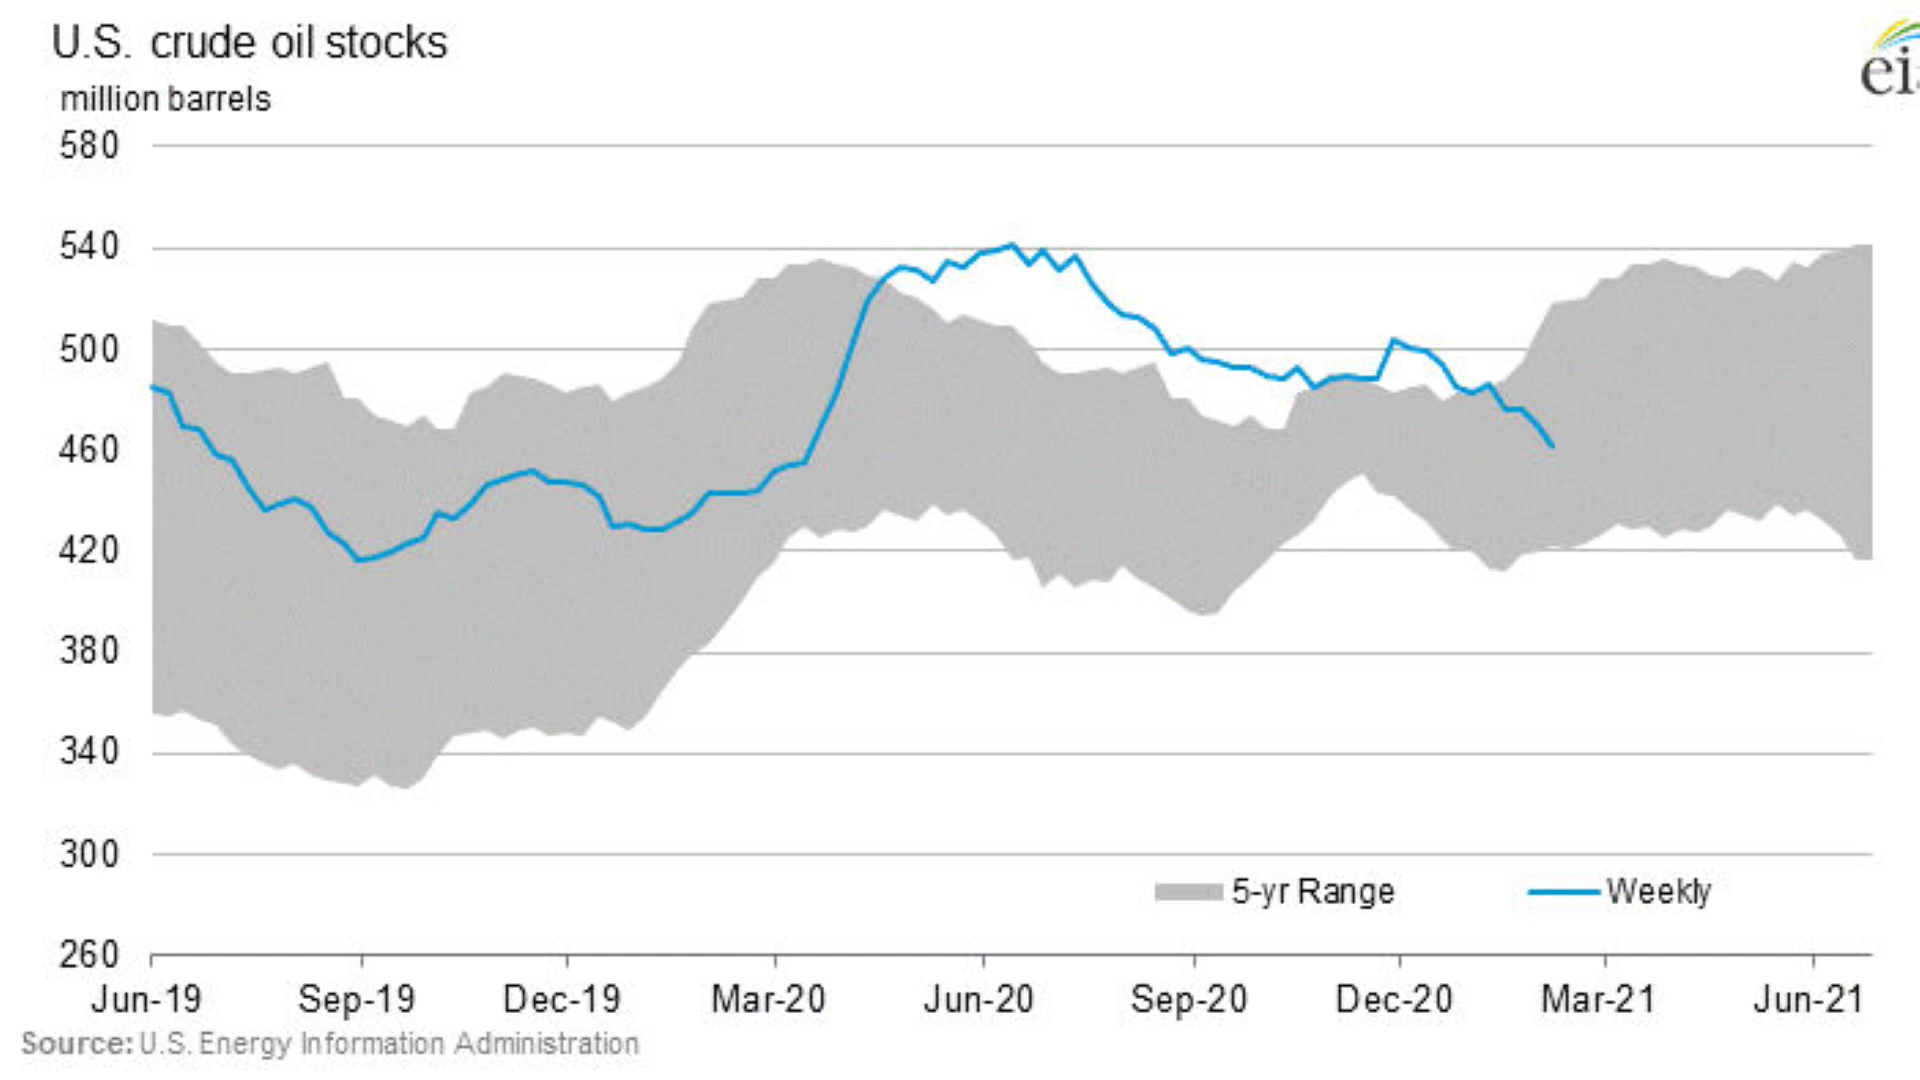 U.S. crude oil stocks
million barrels
580
540
500
460
420
380
340
300
260
5-yr Range
Weekly
Jun-19 Sep-19 Dec-19 Mar-20 Jun-20 Sep-20 Dec-20 Mar-21 Jun-21
Source: U.S. Energy Information Administration